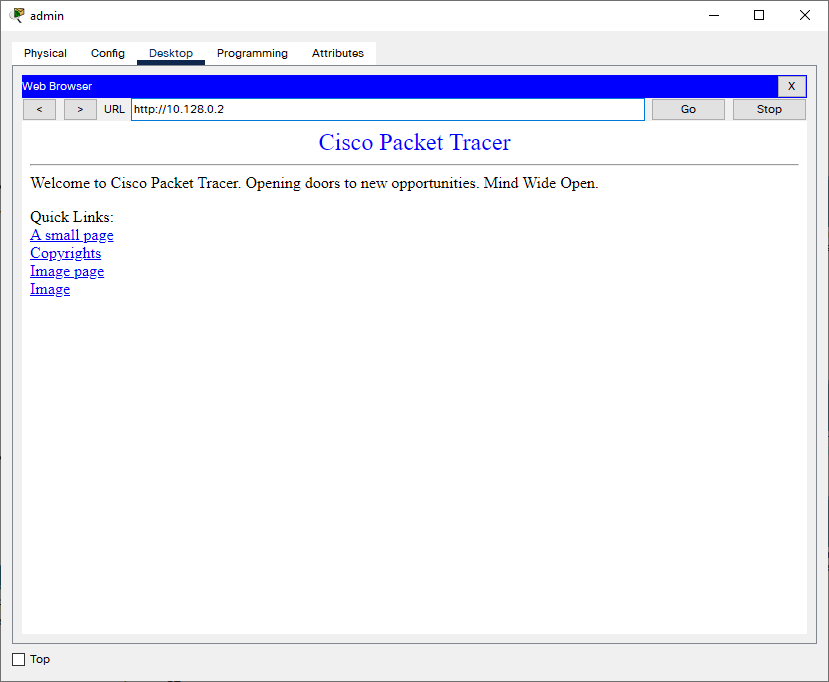 admin
Physical Config Desktop Programming Attributes
Web Browser X
< > URL http://10.128.0.2 Go Stop
Cisco Packet Tracer
Welcome to Cisco Packet Tracer. Opening doors to new opportunities. Mind Wide Open.
Quick Links:
A small page
Copyrights
Image page
Image
Top